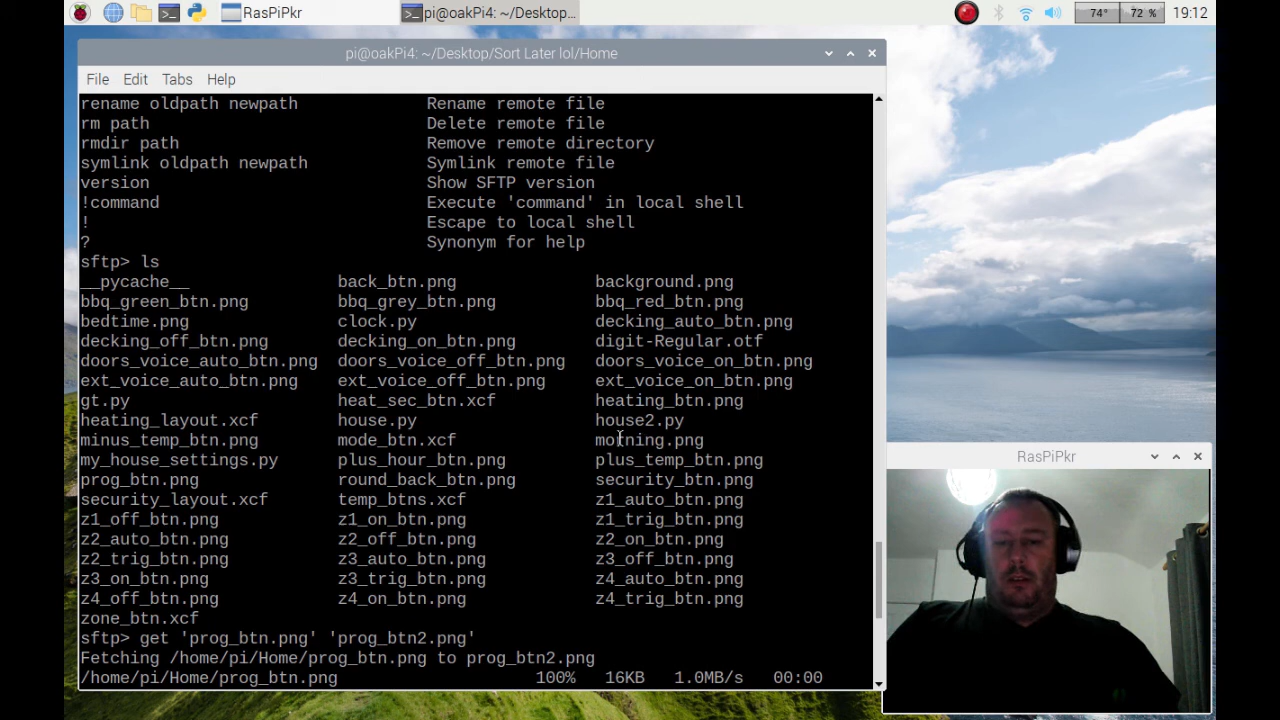 RasPiPkr
pi@oakPi4: ~/Desktop...
74°
72 %
19:12
pi@oakPi4: ~/Desktop/Sort Later lol/Home
File Edit Tabs Help
rename oldpath newpath Rename remote file
rm path Delete remote file
rmdir path Remove remote directory
symlink oldpath newpath Symlink remote file
version Show SFTP version
!command Execute 'command' in local shell
! Escape to local shell
? Synonym for help
sftp> ls
__pycache__ back_btn.png background.png
bbq_green_btn.png bbq_grey_btn.png bbq_red_btn.png
bedtime.png clock.py decking_auto_btn.png
decking_off_btn.png decking_on_btn.png digit-Regular.otf
doors_voice_auto_btn.png doors_voice_off_btn.png doors_voice_on_btn.png
ext_voice_auto_btn.png ext_voice_off_btn.png ext_voice_on_btn.png
gt.py heat_sec_btn.xcf heating_btn.png
heating_layout.xcf house.py house2.py
minus_temp_btn.png mode_btn.xcf morning.png
my_house_settings.py plus_hour_btn.png plus_temp_btn.png
prog_btn.png round_back_btn.png security_btn.png
security_layout.xcf temp_btns.xcf z1_auto_btn.png
z1_off_btn.png z1_on_btn.png z1_trig_btn.png
z2_auto_btn.png z2_off_btn.png z2_on_btn.png
z2_trig_btn.png z3_auto_btn.png z3_off_btn.png
z3_on_btn.png z3_trig_btn.png z4_auto_btn.png
z4_off_btn.png z4_on_btn.png z4_trig_btn.png
zone_btn.xcf
sftp> get 'prog_btn.png' 'prog_btn2.png'
Fetching /home/pi/Home/prog_btn.png to prog_btn2.png
/home/pi/Home/prog_btn.png 100% 16KB 1.0MB/s 00:00
RasPiPkr